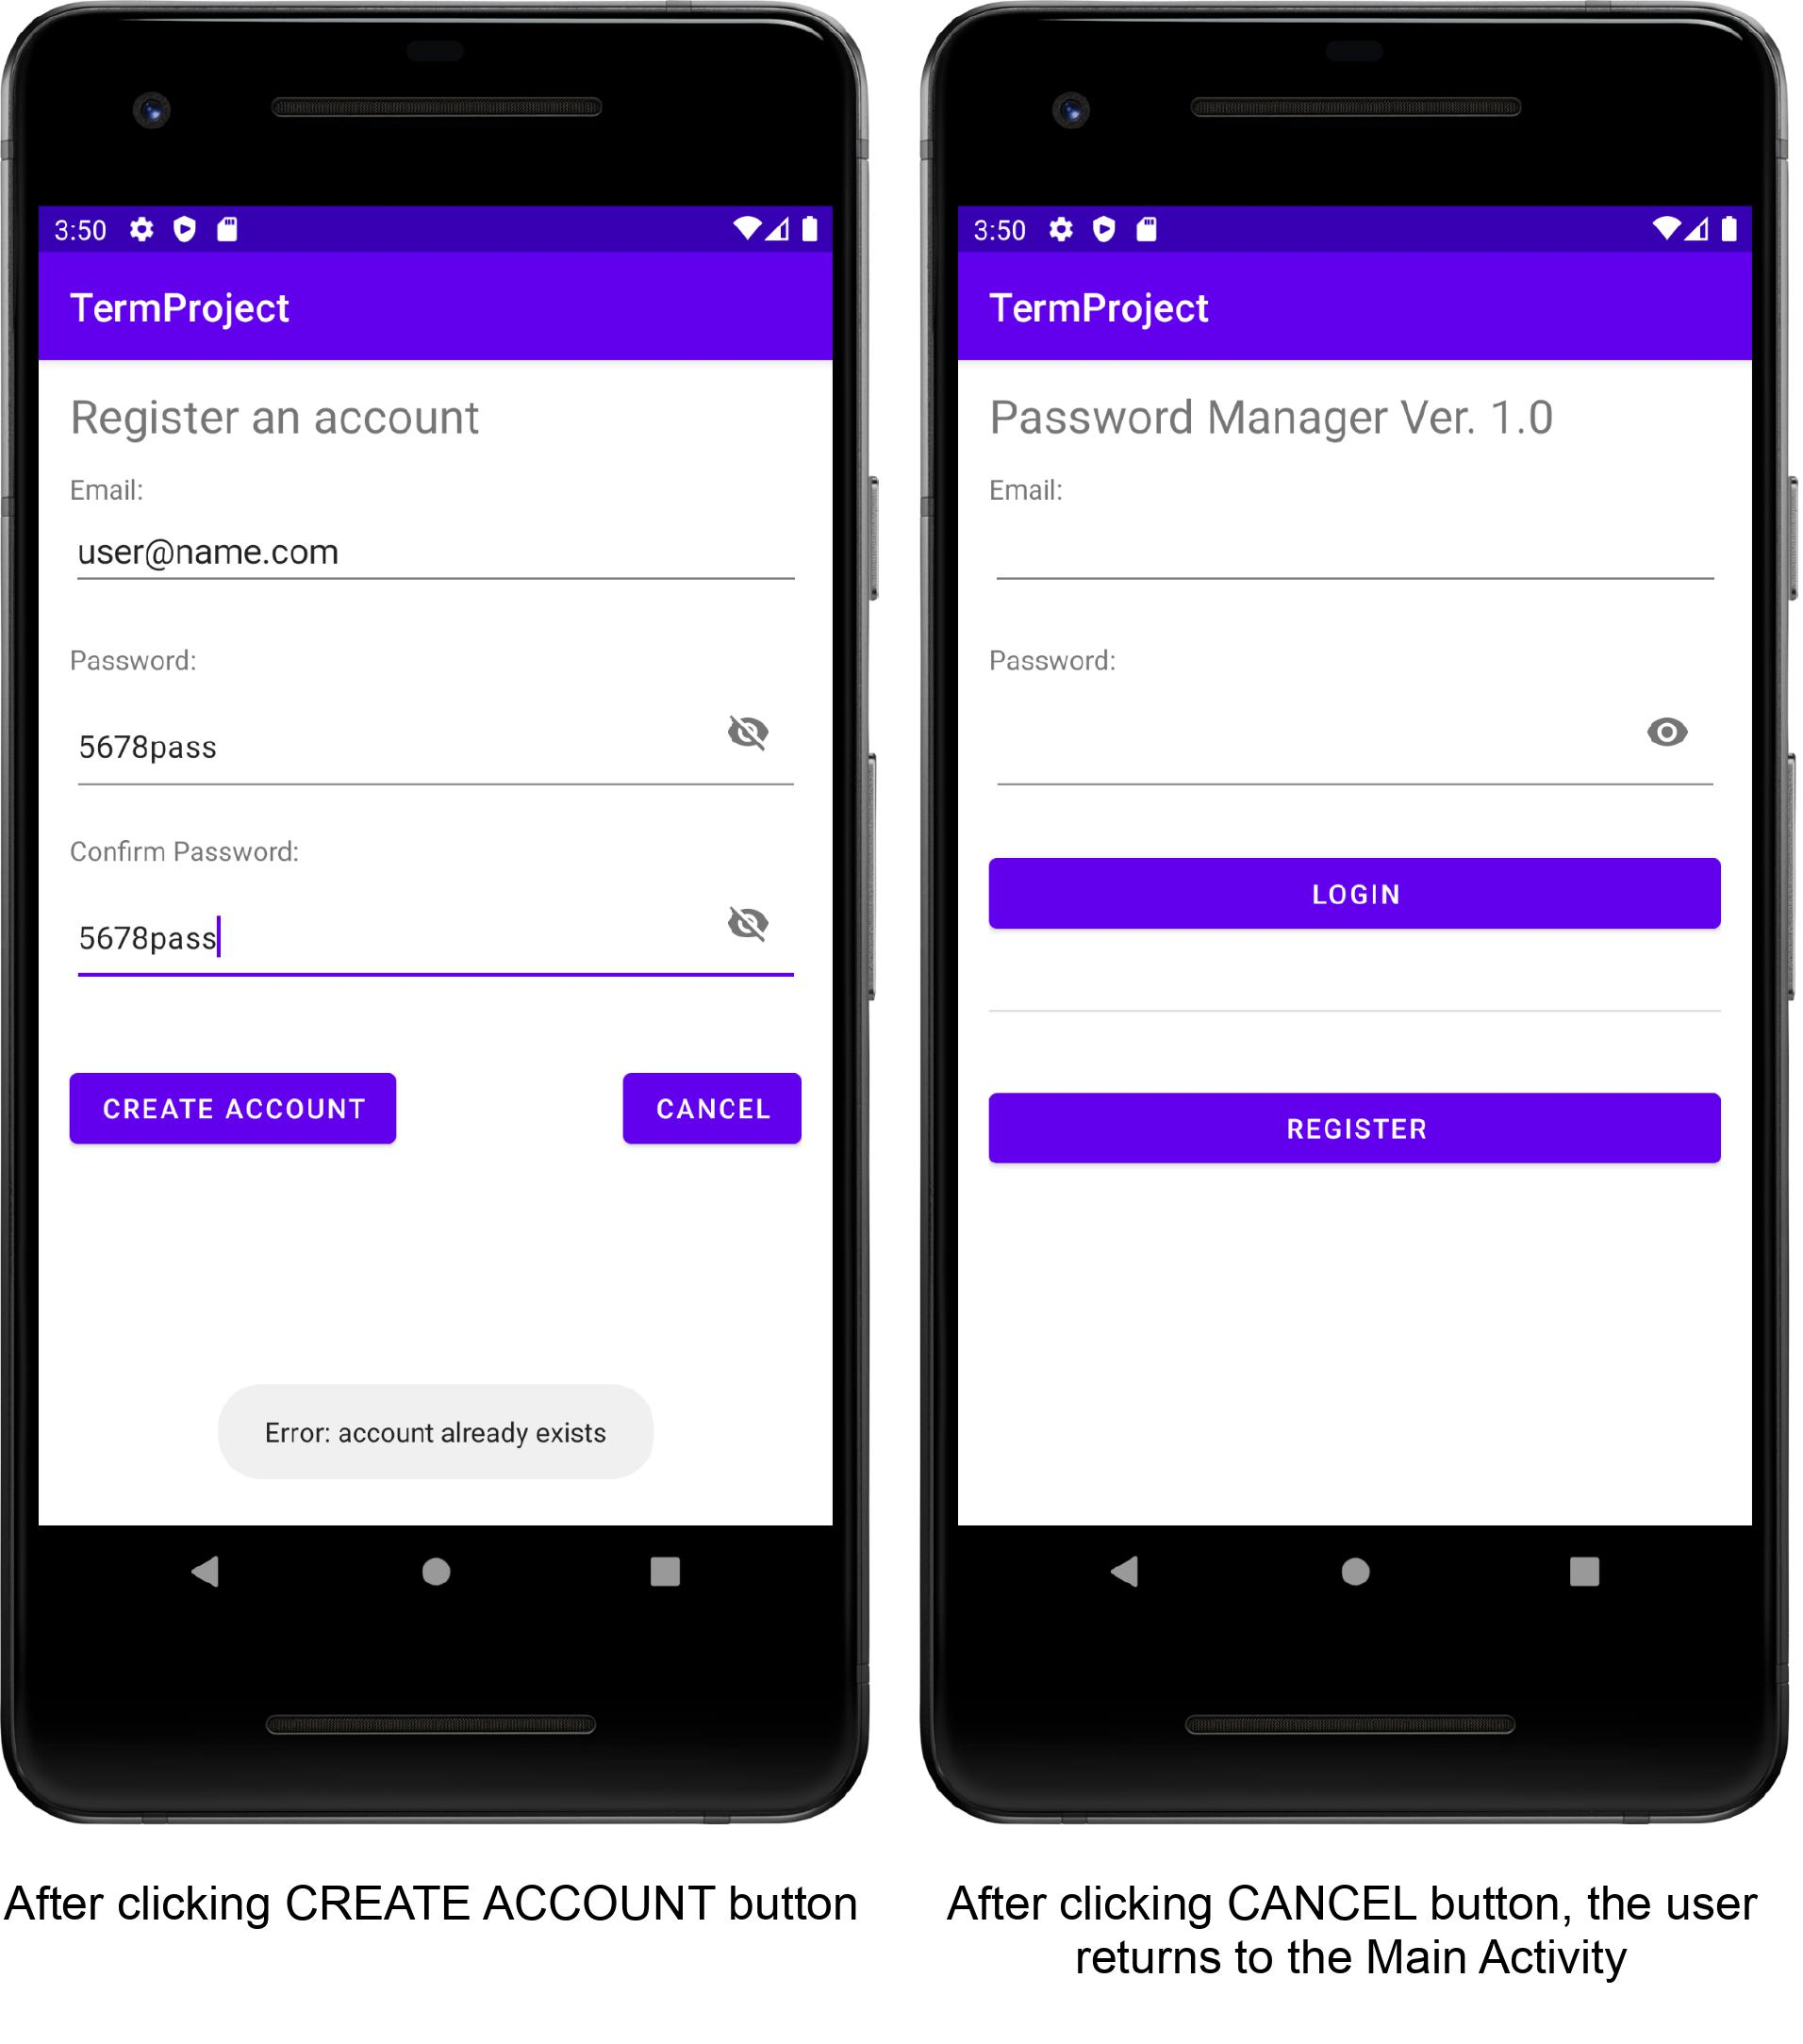 3:50
TermProject
Register an account
Email:
user@name.com
Password:
5678pass
Confirm Password:
5678pass
CREATE ACCOUNT
CANCEL
Error: account already exists
After clicking CREATE ACCOUNT button
3:50
TermProject
Password Manager Ver. 1.0
Email:
Password:
LOGIN
REGISTER
After clicking CANCEL button, the user
returns to the Main Activity